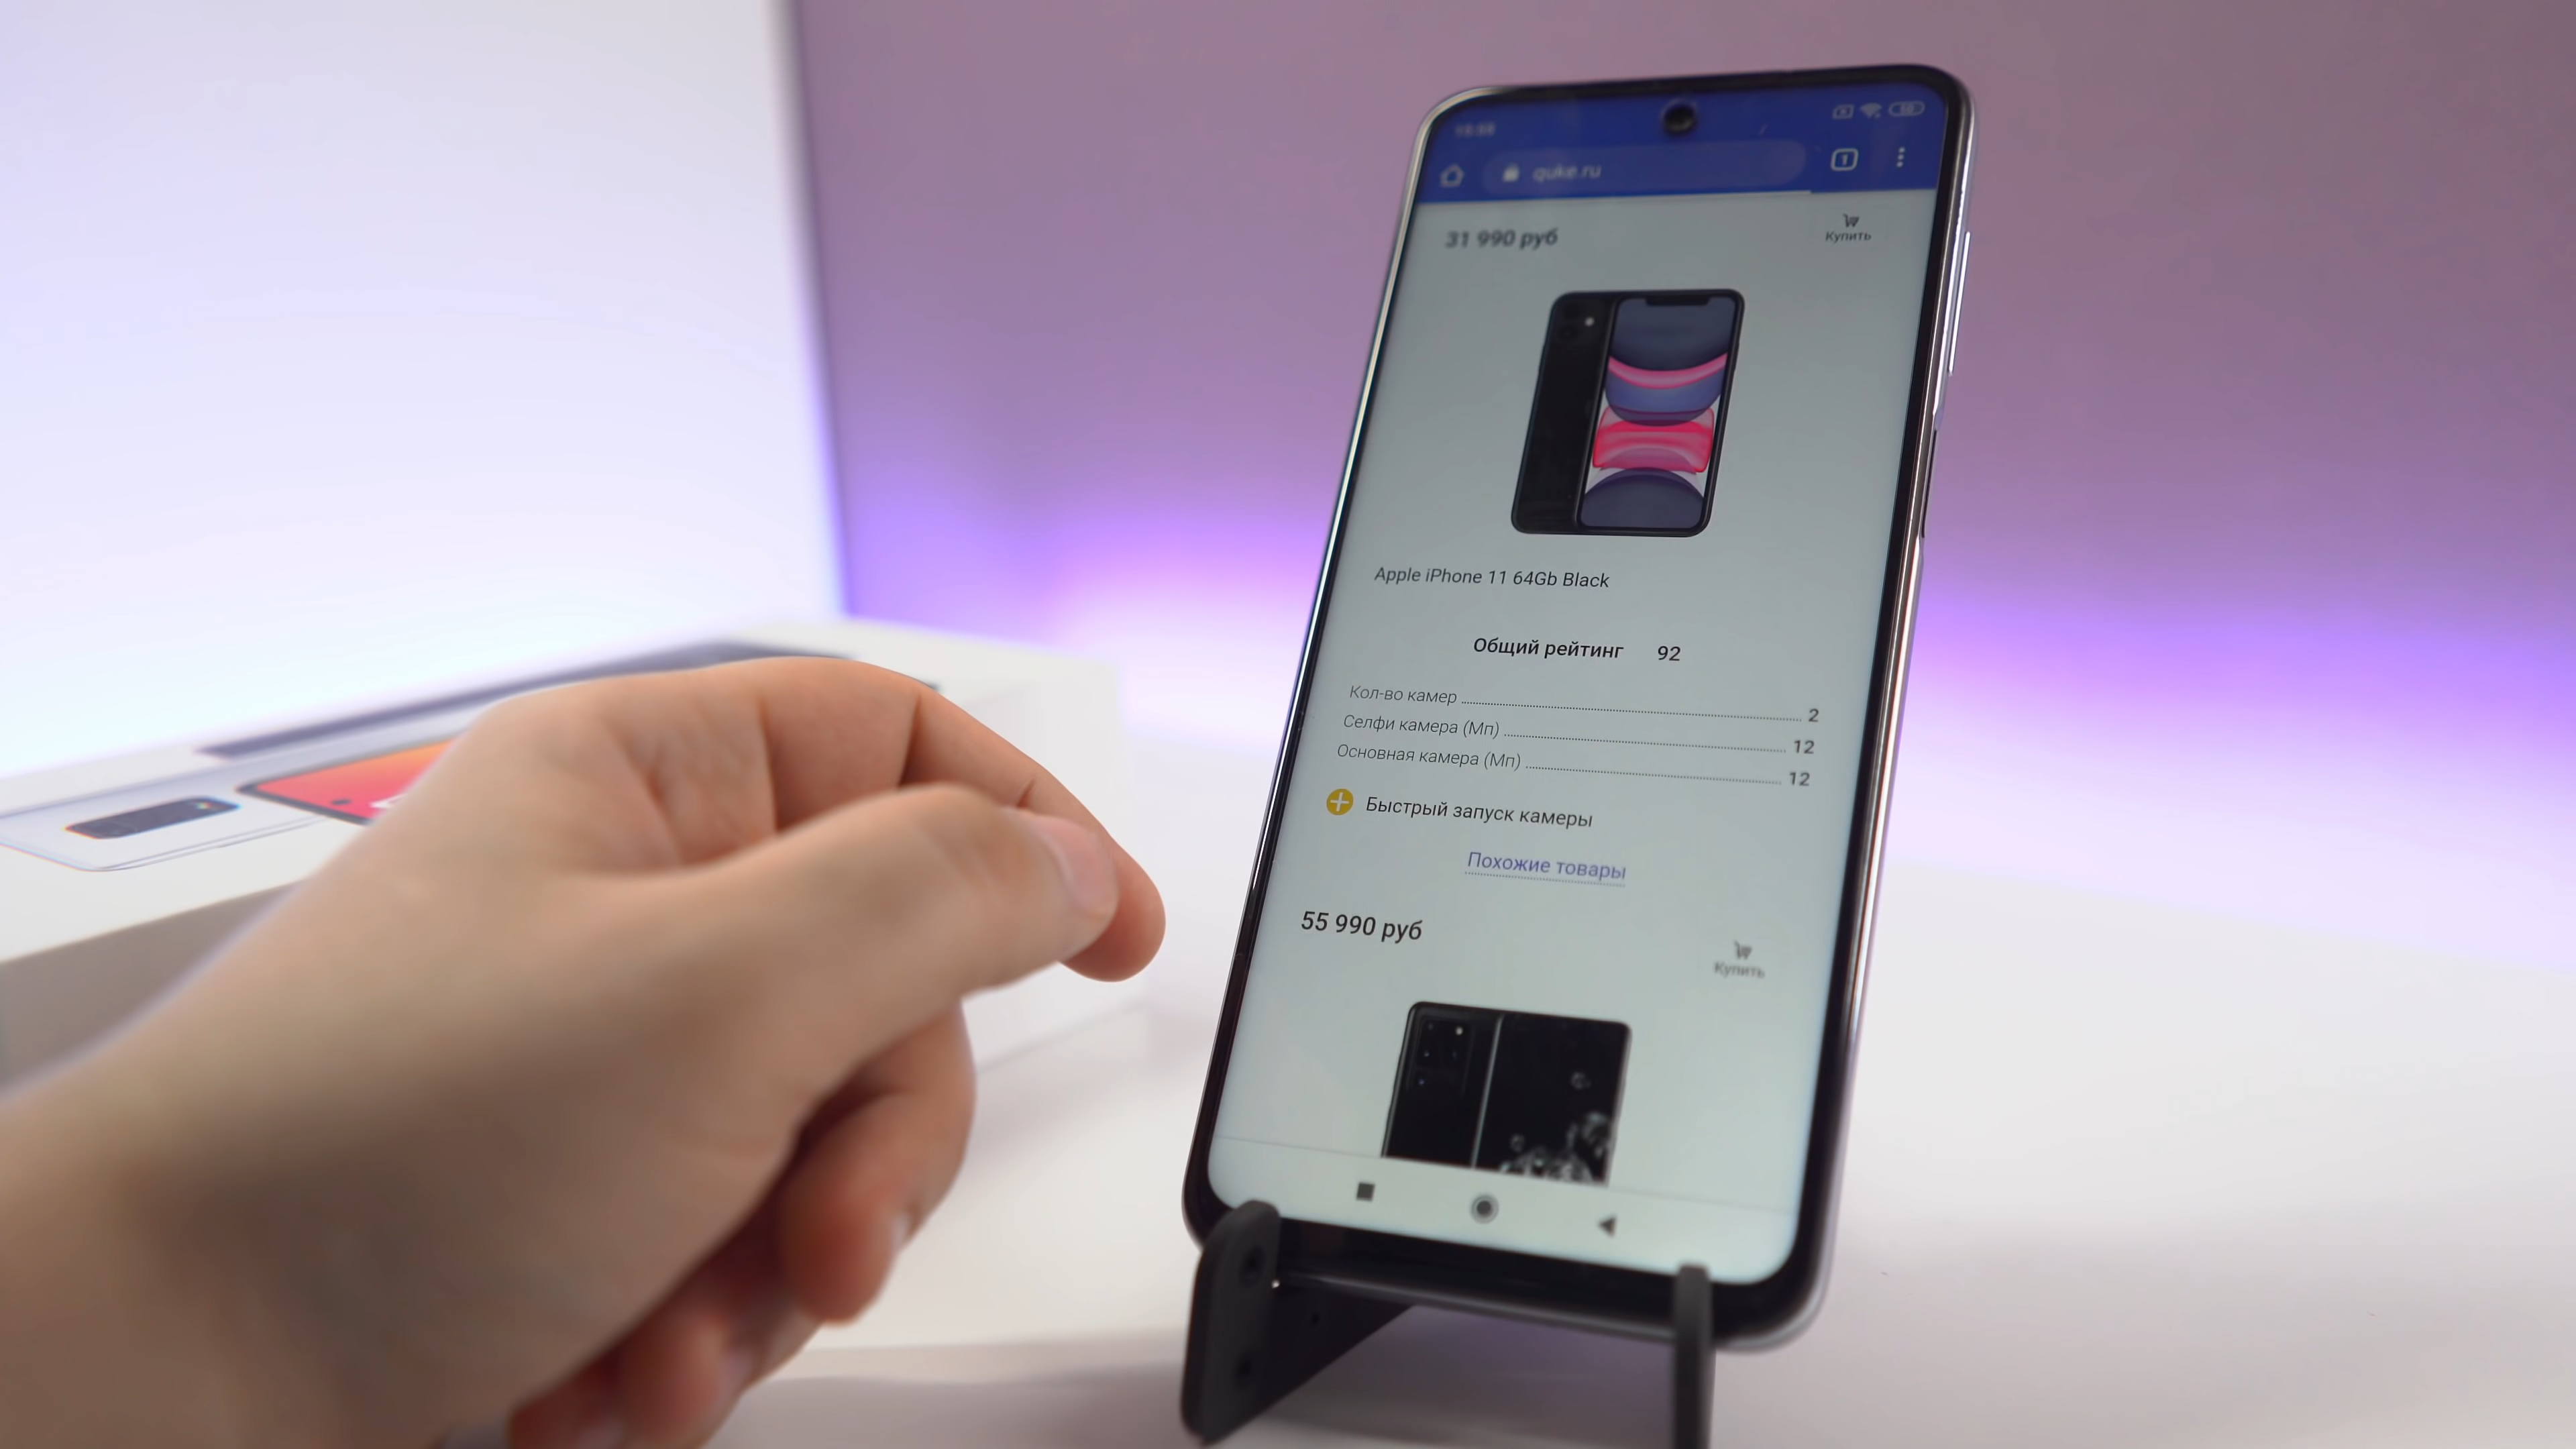 quke.ru
1
31 990 руб
Купить
Apple iPhone 11 64Gb Black
Общий рейтинг 92
Кол-во камер 2
Селфи камера (Мп) 12
Основная камера (Мп) 12
Быстрый запуск камеры
Похожие товары
55 990 руб
Купить